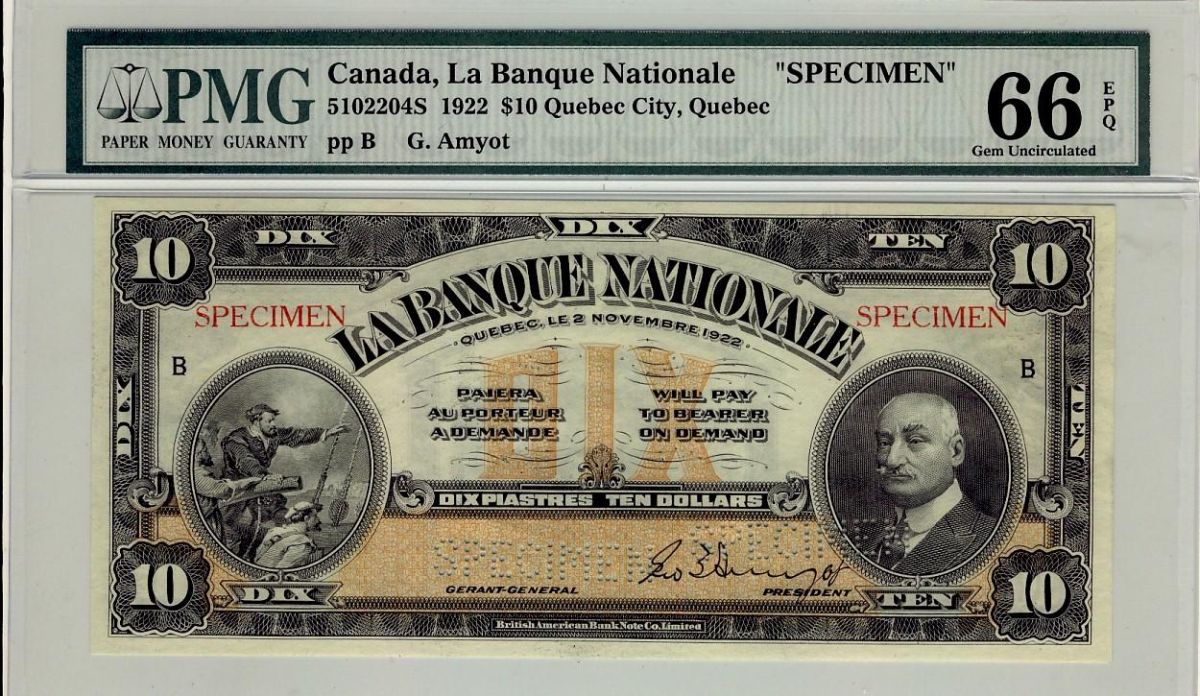 PMG
PAPER MONEY GUARANTY
Canada, La Banque Nationale "SPECIMEN"
5102204S 1922 $10 Quebec City, Quebec
pp B G. Amyot
66
EPQ
Gem Uncirculated
10 DIX DIX TEN 10
SPECIMEN SPECIMEN
LA BANQUE NATIONALE
QUEBEC, LE 2 NOVEMBRE 1922
B B
DIX
DIX
TEN
PAIERA WILL PAY
AU PORTEUR TO BEARER
A DEMANDE ON DEMAND
DIX PIASTRES TEN DOLLARS
SPECIMEN SPECIMEN
GERANT-GENERAL PRESIDENT
10 DIX TEN 10
British American Bank Note Co. Limited